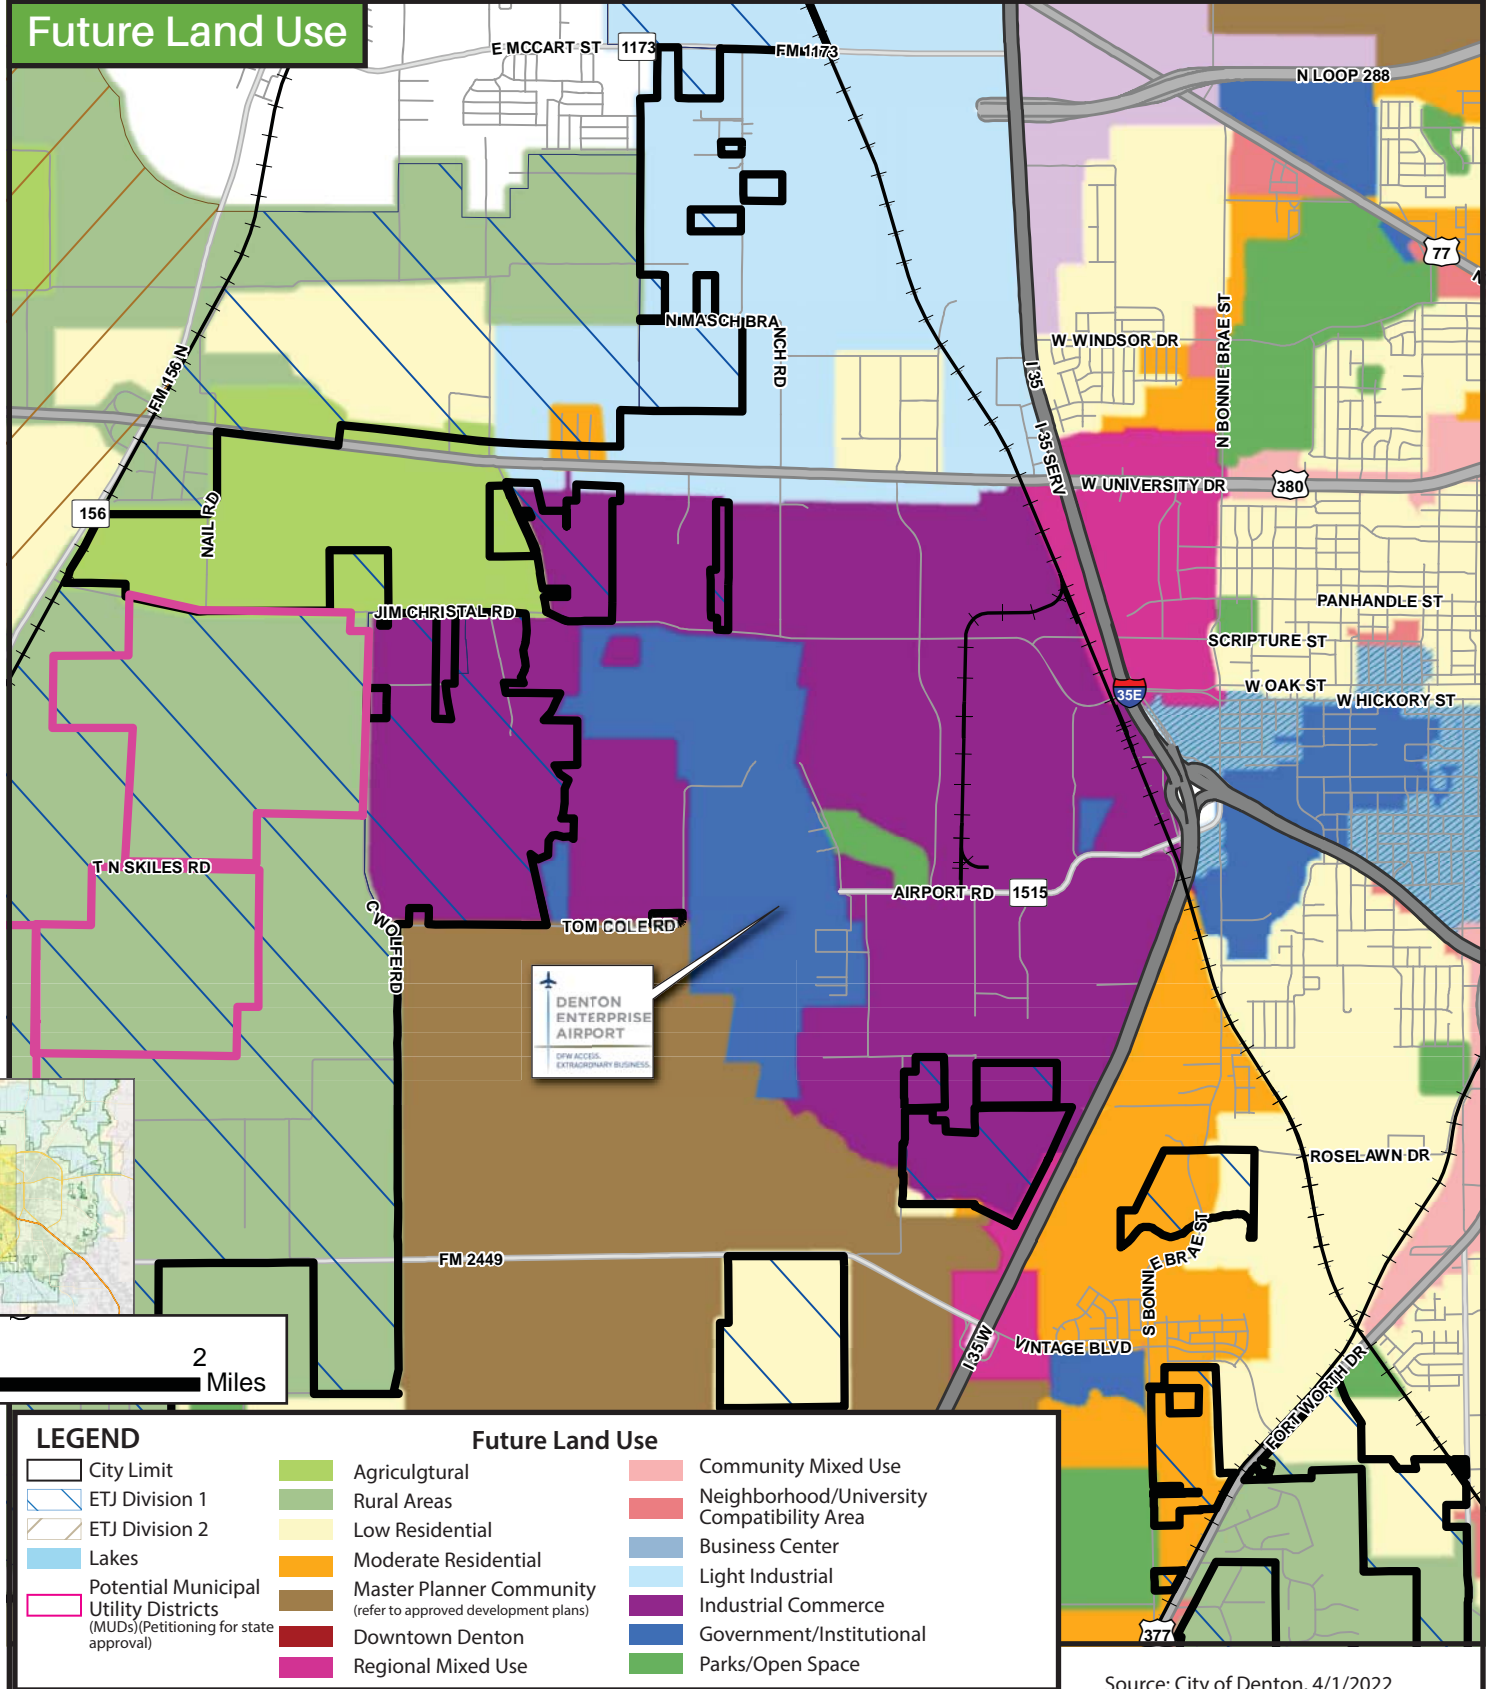 Future Land Use
E MCCART ST
1173
FM 1173
N LOOP 288
77
N MASCH BRANCH RD
FM 156 N
I 35
W WINDSOR DR
N BONNIE BRAE ST
I 35 SERV
W UNIVERSITY DR
380
156
NAIL RD
JIM CHRISTAL RD
PANHANDLE ST
SCRIPTURE ST
W OAK ST
W HICKORY ST
35E
T N SKILES RD
C WOLFE RD
TOM COLE RD
AIRPORT RD
1515
DENTON
ENTERPRISE
AIRPORT
DFW ACCESS.
EXTRAORDINARY BUSINESS.
ROSELAWN DR
FM 2449
S BONNIE BRAE ST
I 35W
VINTAGE BLVD
FORT WORTH DR
377
2
Miles
LEGEND
City Limit
ETJ Division 1
ETJ Division 2
Lakes
Potential Municipal
Utility Districts
(MUDs)(Petitioning for state
approval)
Future Land Use
Agriculgtural
Rural Areas
Low Residential
Moderate Residential
Master Planner Community
(refer to approved development plans)
Downtown Denton
Regional Mixed Use
Community Mixed Use
Neighborhood/University
Compatibility Area
Business Center
Light Industrial
Industrial Commerce
Government/Institutional
Parks/Open Space
Source: City of Denton, 4/1/2022